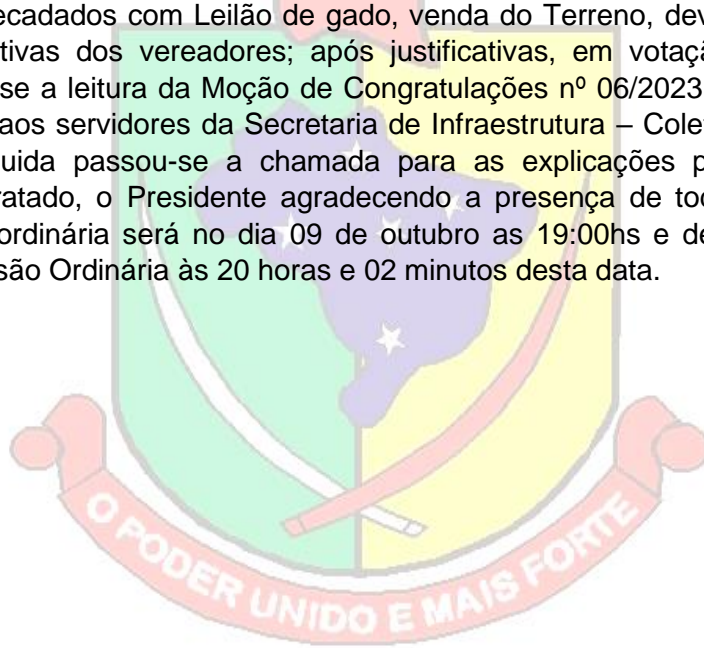 ecadados com Leilão de gado, venda do Terreno, dev
tivas dos vereadores; após justificativas, em votaçã
se a leitura da Moção de Congratulações nº 06/2023
aos servidores da Secretaria de Infraestrutura – Cole
uida passou-se a chamada para as explicações p
ratado, o Presidente agradecendo a presença de to
ordinária será no dia 09 de outubro as 19:00hs e de
são Ordinária às 20 horas e 02 minutos desta data.
O PODER UNIDO E MAIS FORTE